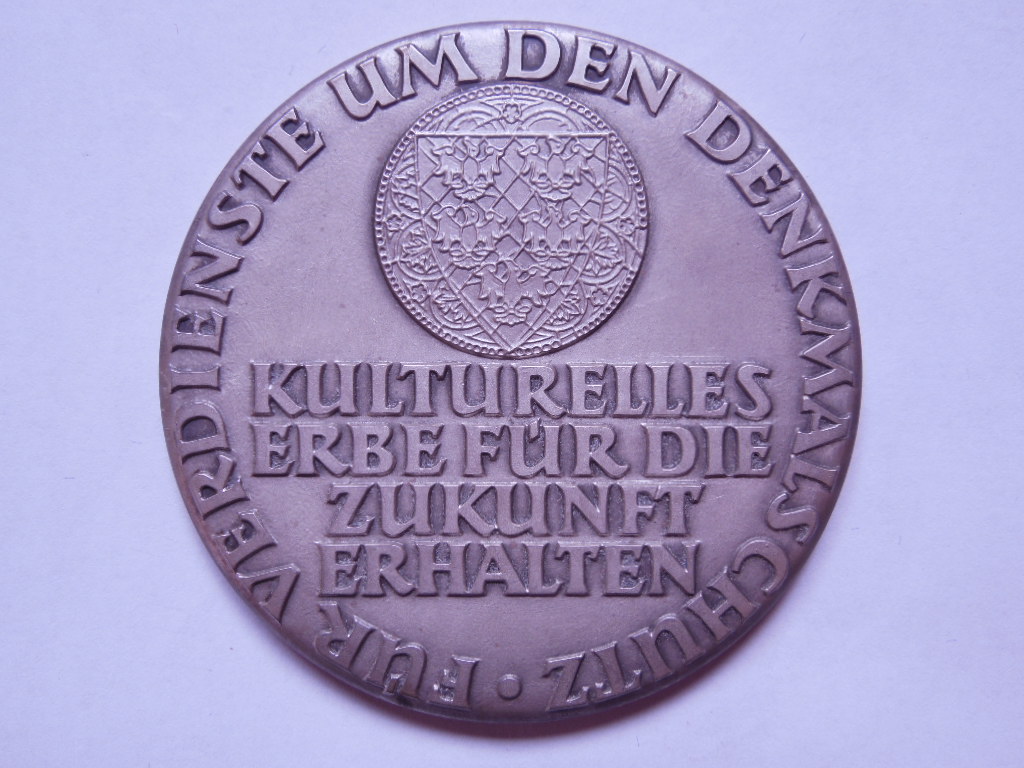 FÜR VERDIENSTE UM DEN DENKMALSCHUTZ •
KULTURELLES
ERBE FÜR DIE
ZUKUNFT
ERHALTEN